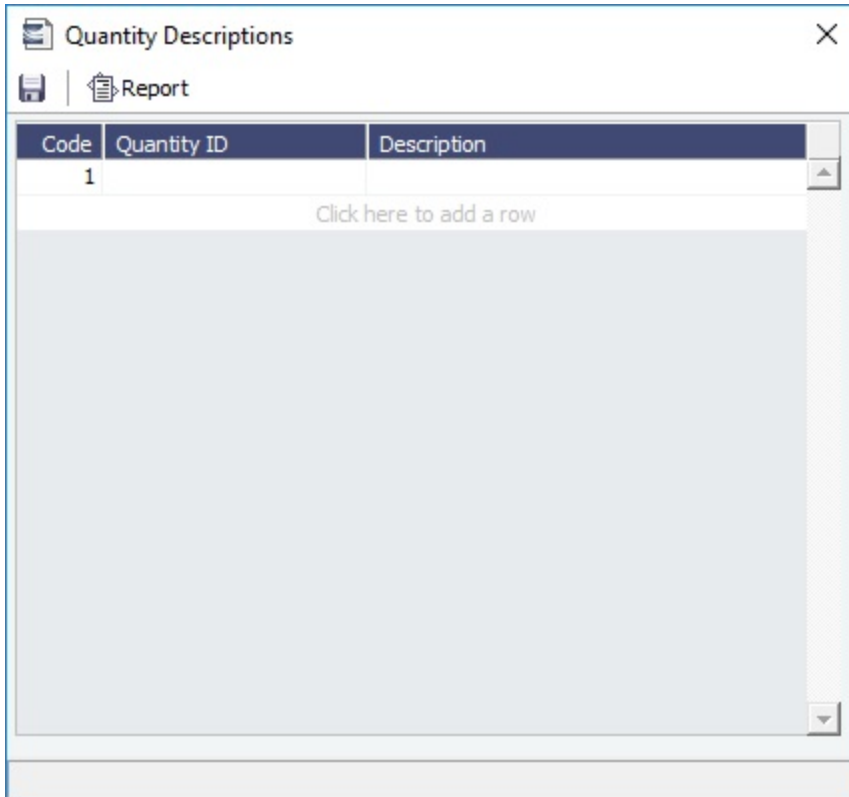 Quantity Descriptions
Report
Code Quantity ID Description
1
Click here to add a row